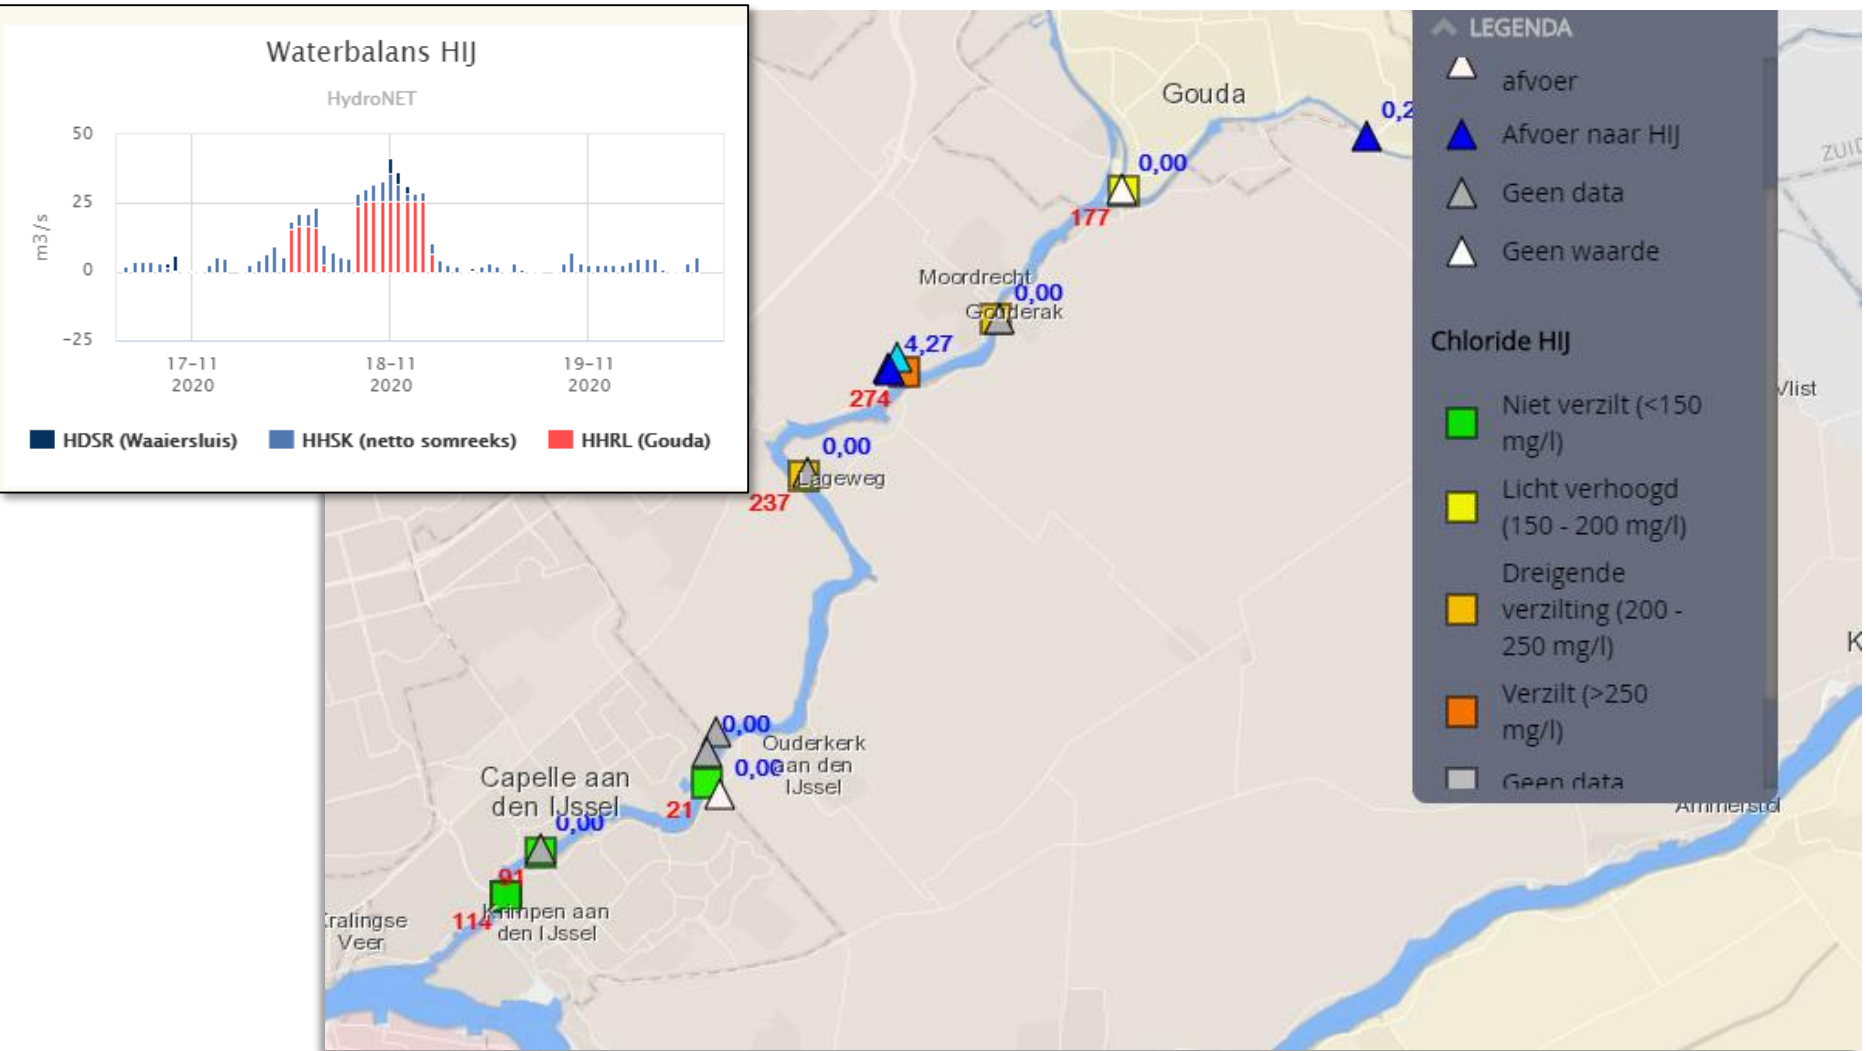 Waterbalans HIJ
HydroNET
50
25
0
-25
m3/s
17-11
2020
18-11
2020
19-11
2020
HDSR (Waaiersluis)
HHSK (netto somreeks)
HHRL (Gouda)
Gouda
0,2
0,00
177
Moordrecht
0,00
Gouderak
4,27
274
0,00
Lageweg
237
0,00
Ouderkerk
aan den
IJssel
0,00
21
Capelle aan
den IJssel
0,00
91
114
Krimpen aan
den IJssel
Kralingse
Veer
LEGENDA
afvoer
Afvoer naar HIJ
Geen data
Geen waarde
Chloride HIJ
Niet verzilt (<150
mg/l)
Licht verhoogd
(150 - 200 mg/l)
Dreigende
verzilting (200 -
250 mg/l)
Verzilt (>250
mg/l)
Geen data
ZUID
Vlist
K